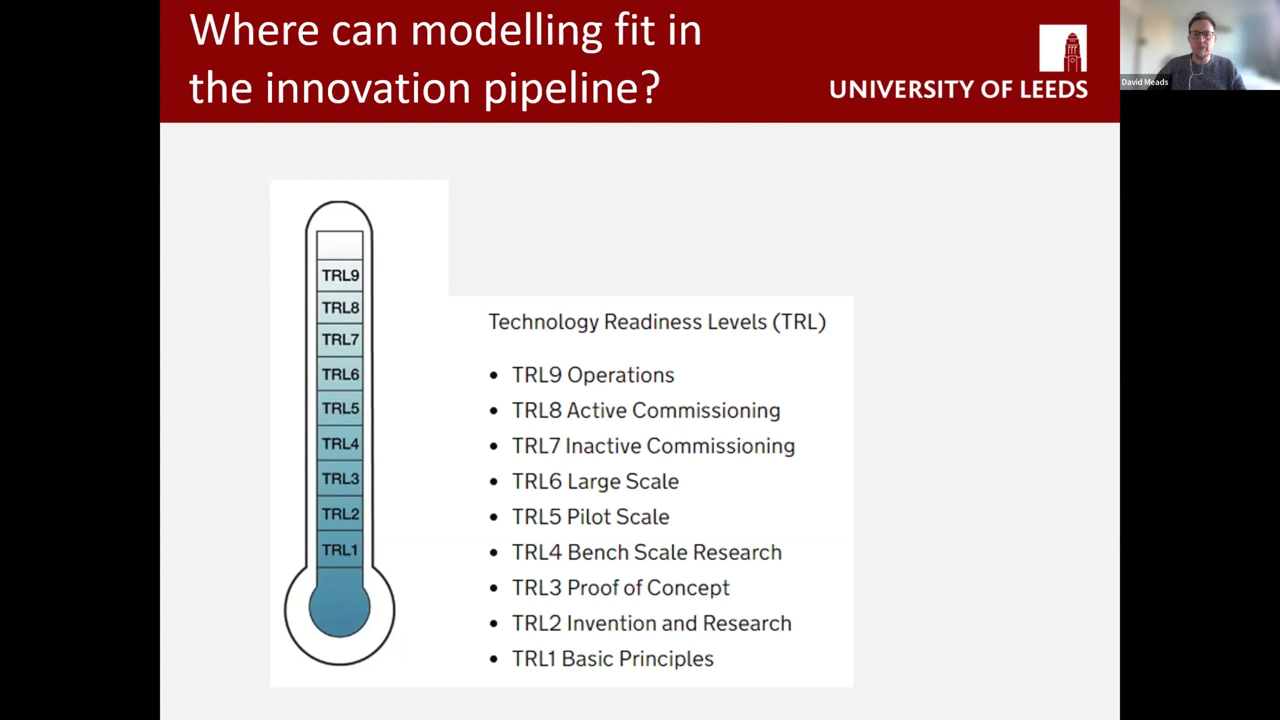 Where can modelling fit in
the innovation pipeline?
UNIVERSITY OF LEEDS
David Meads
TRL9
TRL8
TRL7
TRL6
TRL5
TRL4
TRL3
TRL2
TRL1
Technology Readiness Levels (TRL)
• TRL9 Operations
• TRL8 Active Commissioning
• TRL7 Inactive Commissioning
• TRL6 Large Scale
• TRL5 Pilot Scale
• TRL4 Bench Scale Research
• TRL3 Proof of Concept
• TRL2 Invention and Research
• TRL1 Basic Principles